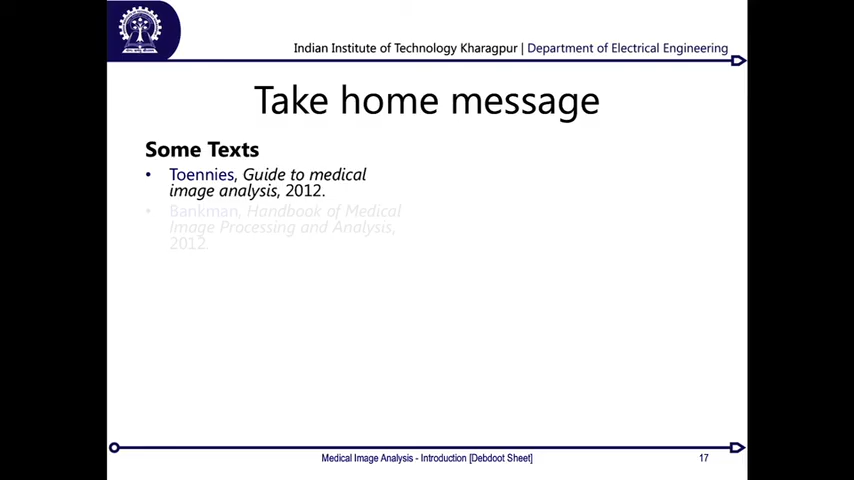 Indian Institute of Technology Kharagpur | Department of Electrical Engineering
Take home message
Some Texts
• Toennies, Guide to medical
image analysis, 2012.
• Bankman, Handbook of Medical
Image Processing and Analysis,
2012.
Medical Image Analysis - Introduction [Debdoot Sheet]
17